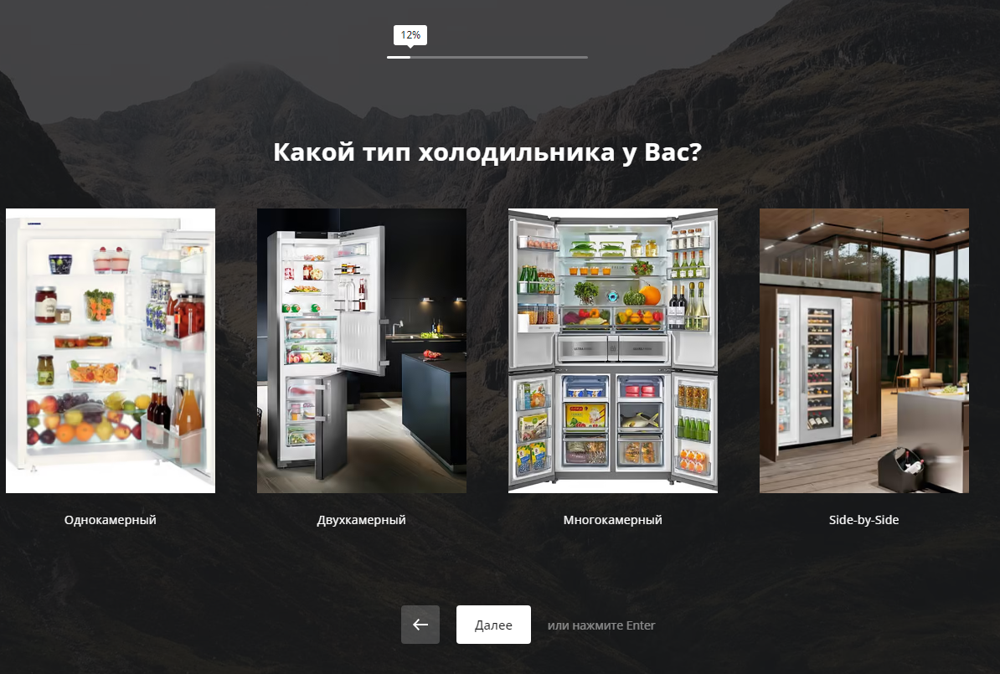 12%
Какой тип холодильника у Вас?
Однокамерный
Двухкамерный
Многокамерный
Side-by-Side
Далее
или нажмите Enter